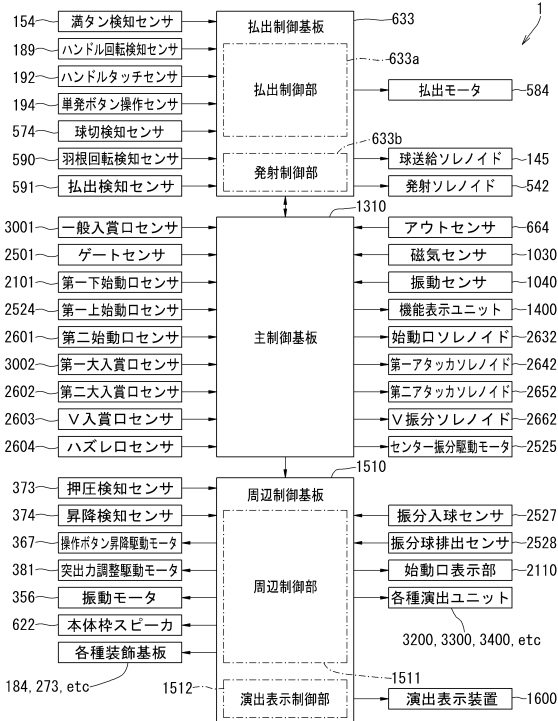 1
154 満タン検知センサ
189 ハンドル回転検知センサ
192 ハンドルタッチセンサ
194 単発ボタン操作センサ
574 球切検知センサ
590 羽根回転検知センサ
591 払出検知センサ
払出制御基板 633
633a
払出制御部
633b
発射制御部
払出モータ 584
球送給ソレノイド 145
発射ソレノイド 542
1310
3001 一般入賞口センサ
2501 ゲートセンサ
2101 第一下始動口センサ
2524 第一上始動口センサ
2601 第二始動口センサ
3002 第一大入賞口センサ
2602 第二大入賞口センサ
2603 V入賞口センサ
2604 ハズレ口センサ
主制御基板
アウトセンサ 664
磁気センサ 1030
振動センサ 1040
機能表示ユニット 1400
始動口ソレノイド 2632
第一アタッカソレノイド 2642
第二アタッカソレノイド 2652
V振分ソレノイド 2662
センター振分駆動モータ 2525
1510
373 押圧検知センサ
374 昇降検知センサ
367 操作ボタン昇降駆動モータ
381 突出力調整駆動モータ
356 振動モータ
622 本体枠スピーカ
各種装飾基板
184, 273, etc
周辺制御基板
周辺制御部
1511
1512
演出表示制御部
振分入球センサ 2527
振分球排出センサ 2528
始動口表示部 2110
各種演出ユニット
3200, 3300, 3400, etc
演出表示装置 1600